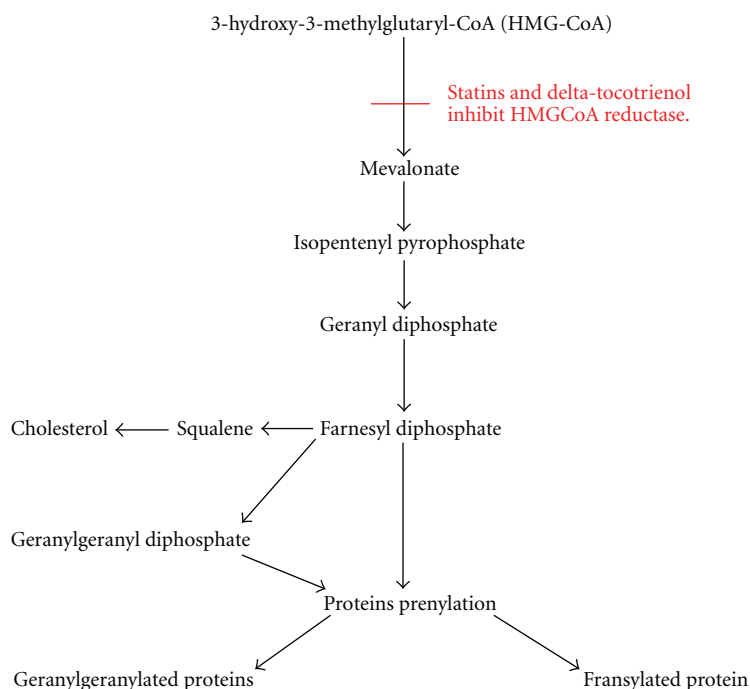 3-hydroxy-3-methylglutaryl-CoA (HMG-CoA)
Statins and delta-tocotrienol
inhibit HMGCoA reductase.
Mevalonate
Isopentenyl pyrophosphate
Geranyl diphosphate
Cholesterol
Squalene
Farnesyl diphosphate
Geranylgeranyl diphosphate
Proteins prenylation
Geranylgeranylated proteins
Fransylated protein